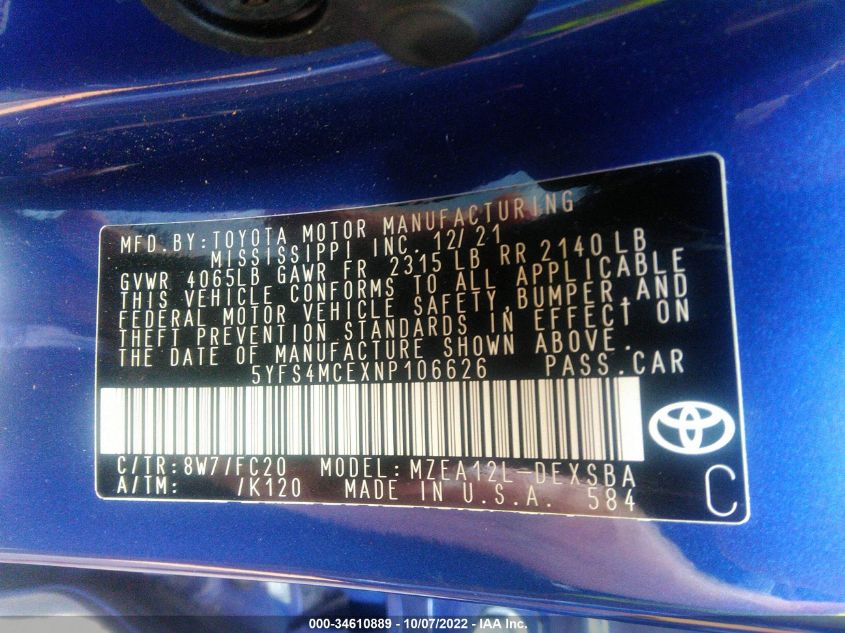 MFD. BY: TOYOTA MOTOR MANUFACTURING
MISSISSIPPI INC. 12/21
GVWR 4065LB GAWR FR 2315 LB RR 2140 LB
THIS VEHICLE CONFORMS TO ALL APPLICABLE
FEDERAL MOTOR VEHICLE SAFETY, BUMPER, AND
THEFT PREVENTION STANDARDS IN EFFECT ON
THE DATE OF MANUFACTURE SHOWN ABOVE.
5YFS4MCEXNP106626 PASS. CAR
C/TR: 8W7/FC20 MODEL: MZEA12L-DEXSBA
A/TM: /K120 MADE IN U.S.A. 584
C
000-34610889 - 10/07/2022 - IAA Inc.